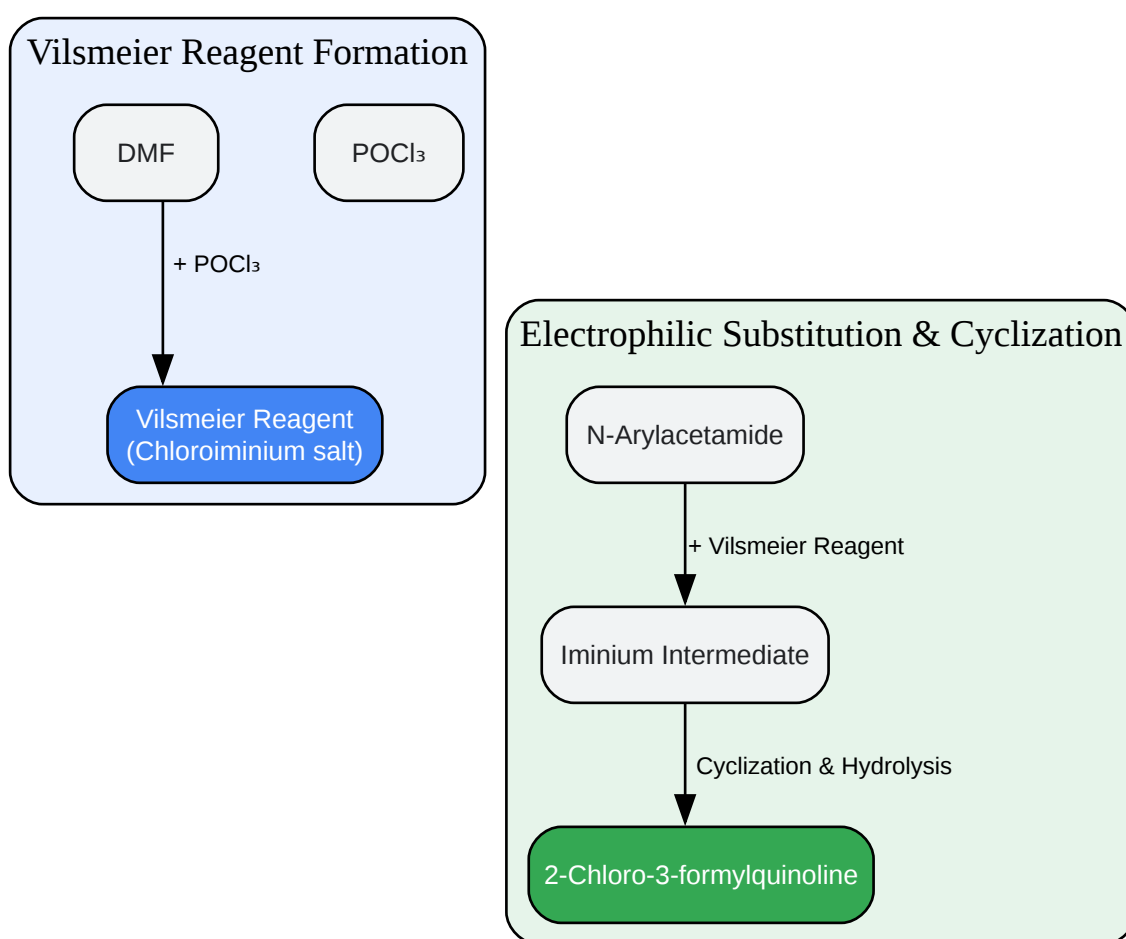 Vilsmeier Reagent Formation
DMF
POCl₃
+ POCl₃
Vilsmeier Reagent
(Chloroiminium salt)
Electrophilic Substitution & Cyclization
N-Arylacetamide
+ Vilsmeier Reagent
Iminium Intermediate
Cyclization & Hydrolysis
2-Chloro-3-formylquinoline